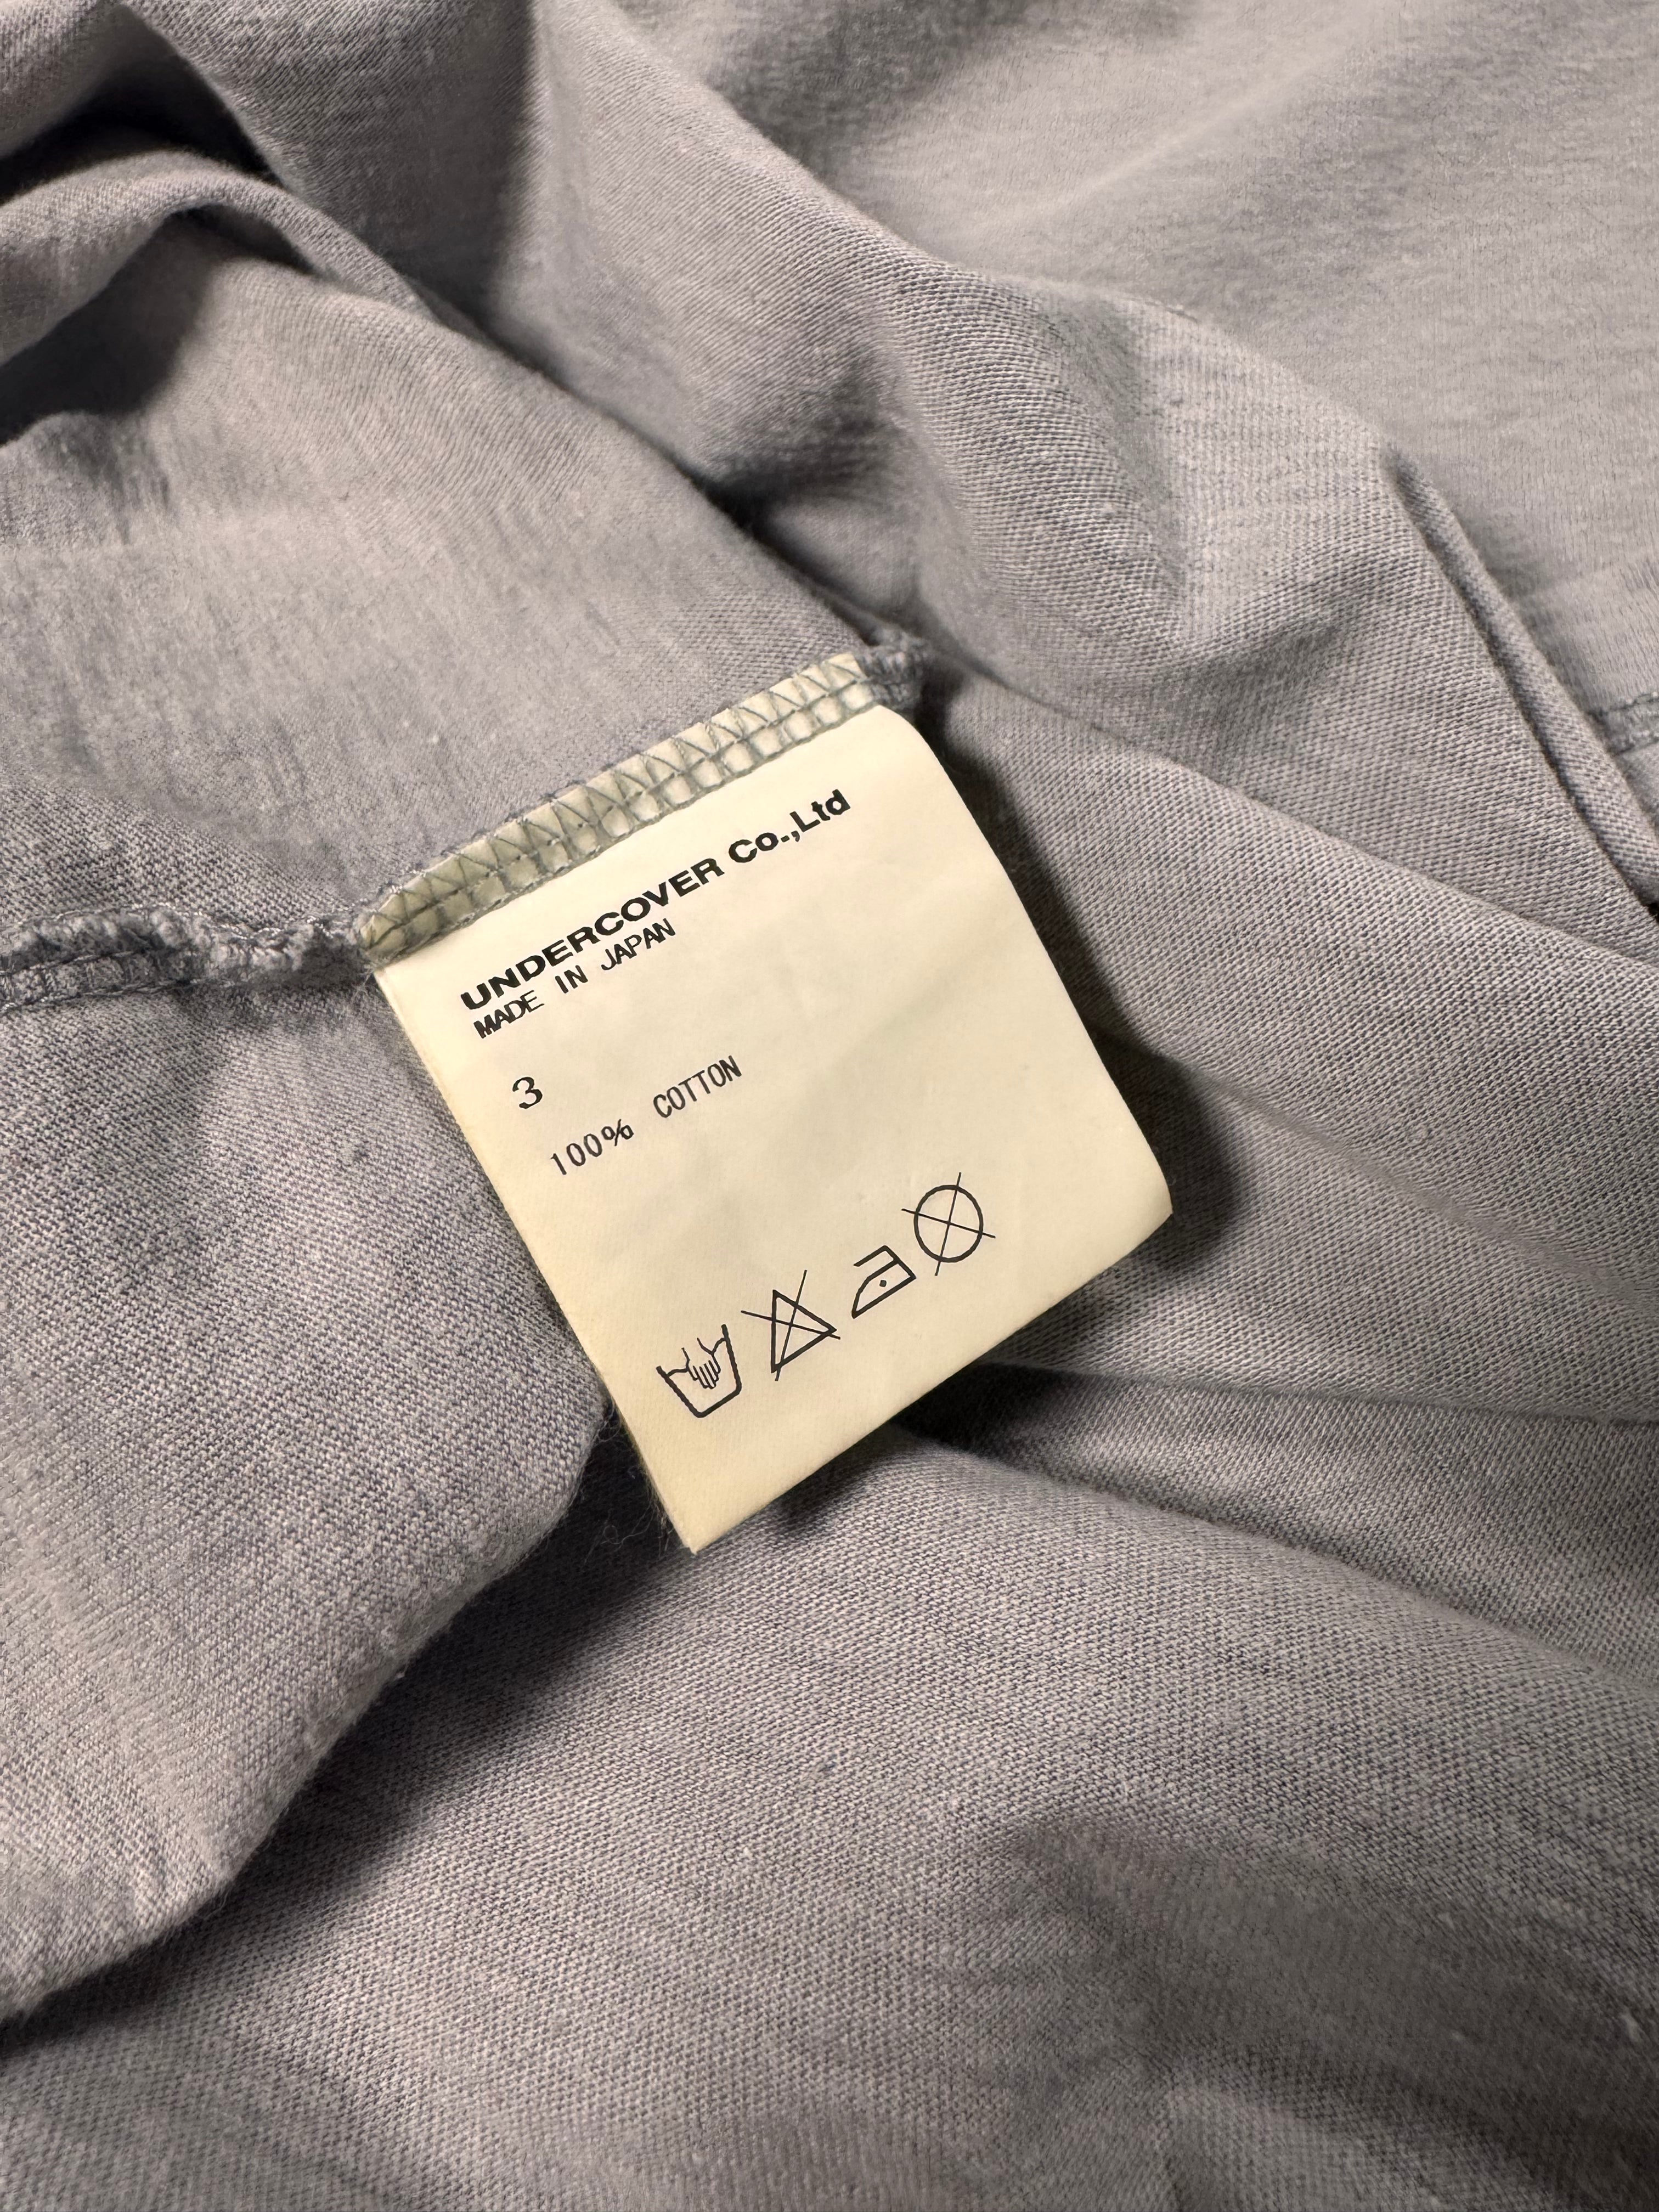 UNDERCOVER Co.,Ltd
MADE IN JAPAN
3
100% COTTON